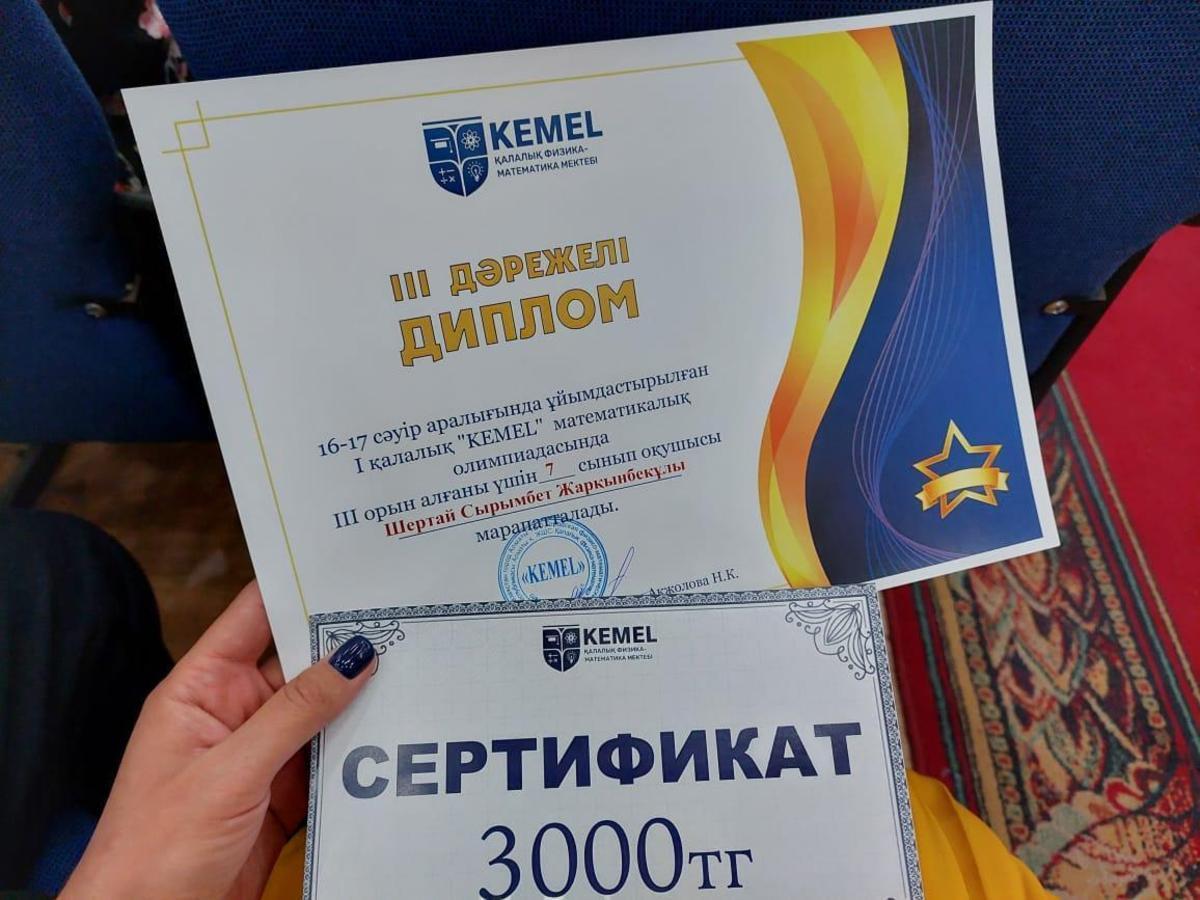 KEMEL
ҚАЛАЛЫҚ ФИЗИКА-
МАТЕМАТИКА МЕКТЕБІ
III ДӘРЕЖЕЛІ
ДИПЛОМ
16-17 сәуір аралығында ұйымдастырылған
I қалалық "KEMEL" математикалық
олимпиадасында
III орын алғаны үшін 7 сынып оқушысы
Шертай Сырымбет Жарқынбекұлы
марапатталады.
«KEMEL»
Акжолова Н.К.
KEMEL
ҚАЛАЛЫҚ ФИЗИКА-
МАТЕМАТИКА МЕКТЕБІ
СЕРТИФИКАТ
3000тг